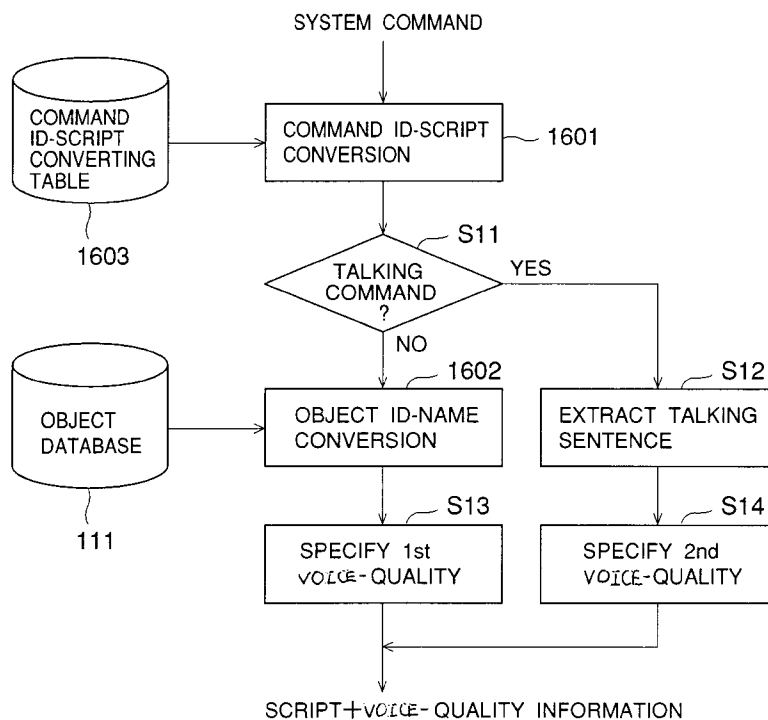 SYSTEM COMMAND
COMMAND
ID-SCRIPT
CONVERTING
TABLE
1603
COMMAND ID-SCRIPT
CONVERSION
1601
S11
TALKING
COMMAND
?
YES
NO
OBJECT
DATABASE
111
1602
OBJECT ID-NAME
CONVERSION
S12
EXTRACT TALKING
SENTENCE
S13
SPECIFY 1st
VOICE-QUALITY
S14
SPECIFY 2nd
VOICE-QUALITY
SCRIPT+VOICE-QUALITY INFORMATION